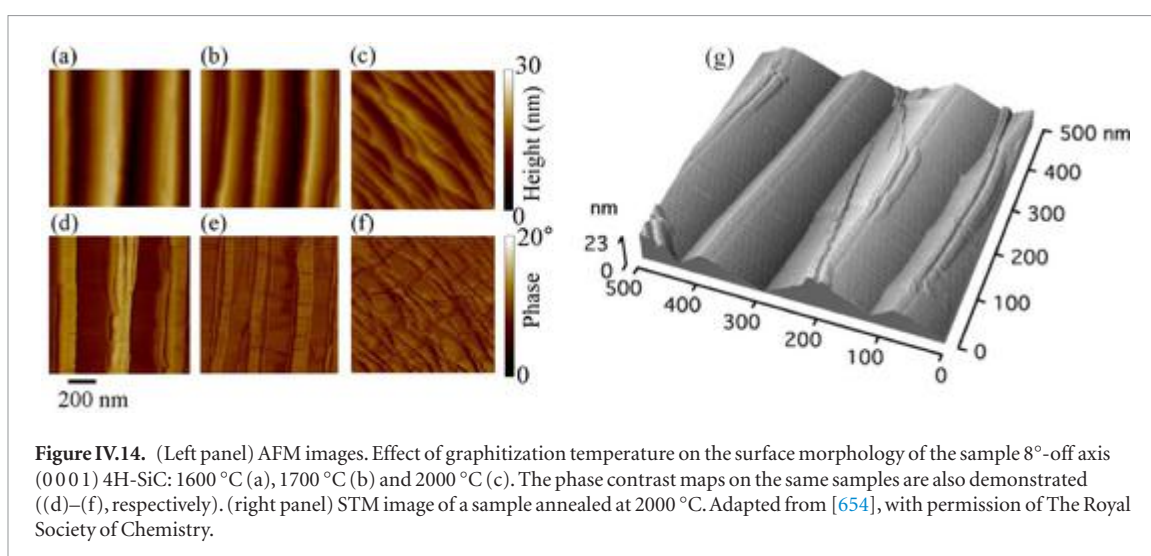 (a) (b) (c) (g)
30
Height (nm)
0
(d) (e) (f)
20°
Phase
0
200 nm
nm
23
0
500 400 300 200 100 0
500 nm
400
300
200
100
0
Figure IV.14. (Left panel) AFM images. Effect of graphitization temperature on the surface morphology of the sample 8°-off axis
(0 0 0 1) 4H-SiC: 1600 °C (a), 1700 °C (b) and 2000 °C (c). The phase contrast maps on the same samples are also demonstrated
((d)–(f), respectively). (right panel) STM image of a sample annealed at 2000 °C. Adapted from [654], with permission of The Royal
Society of Chemistry.